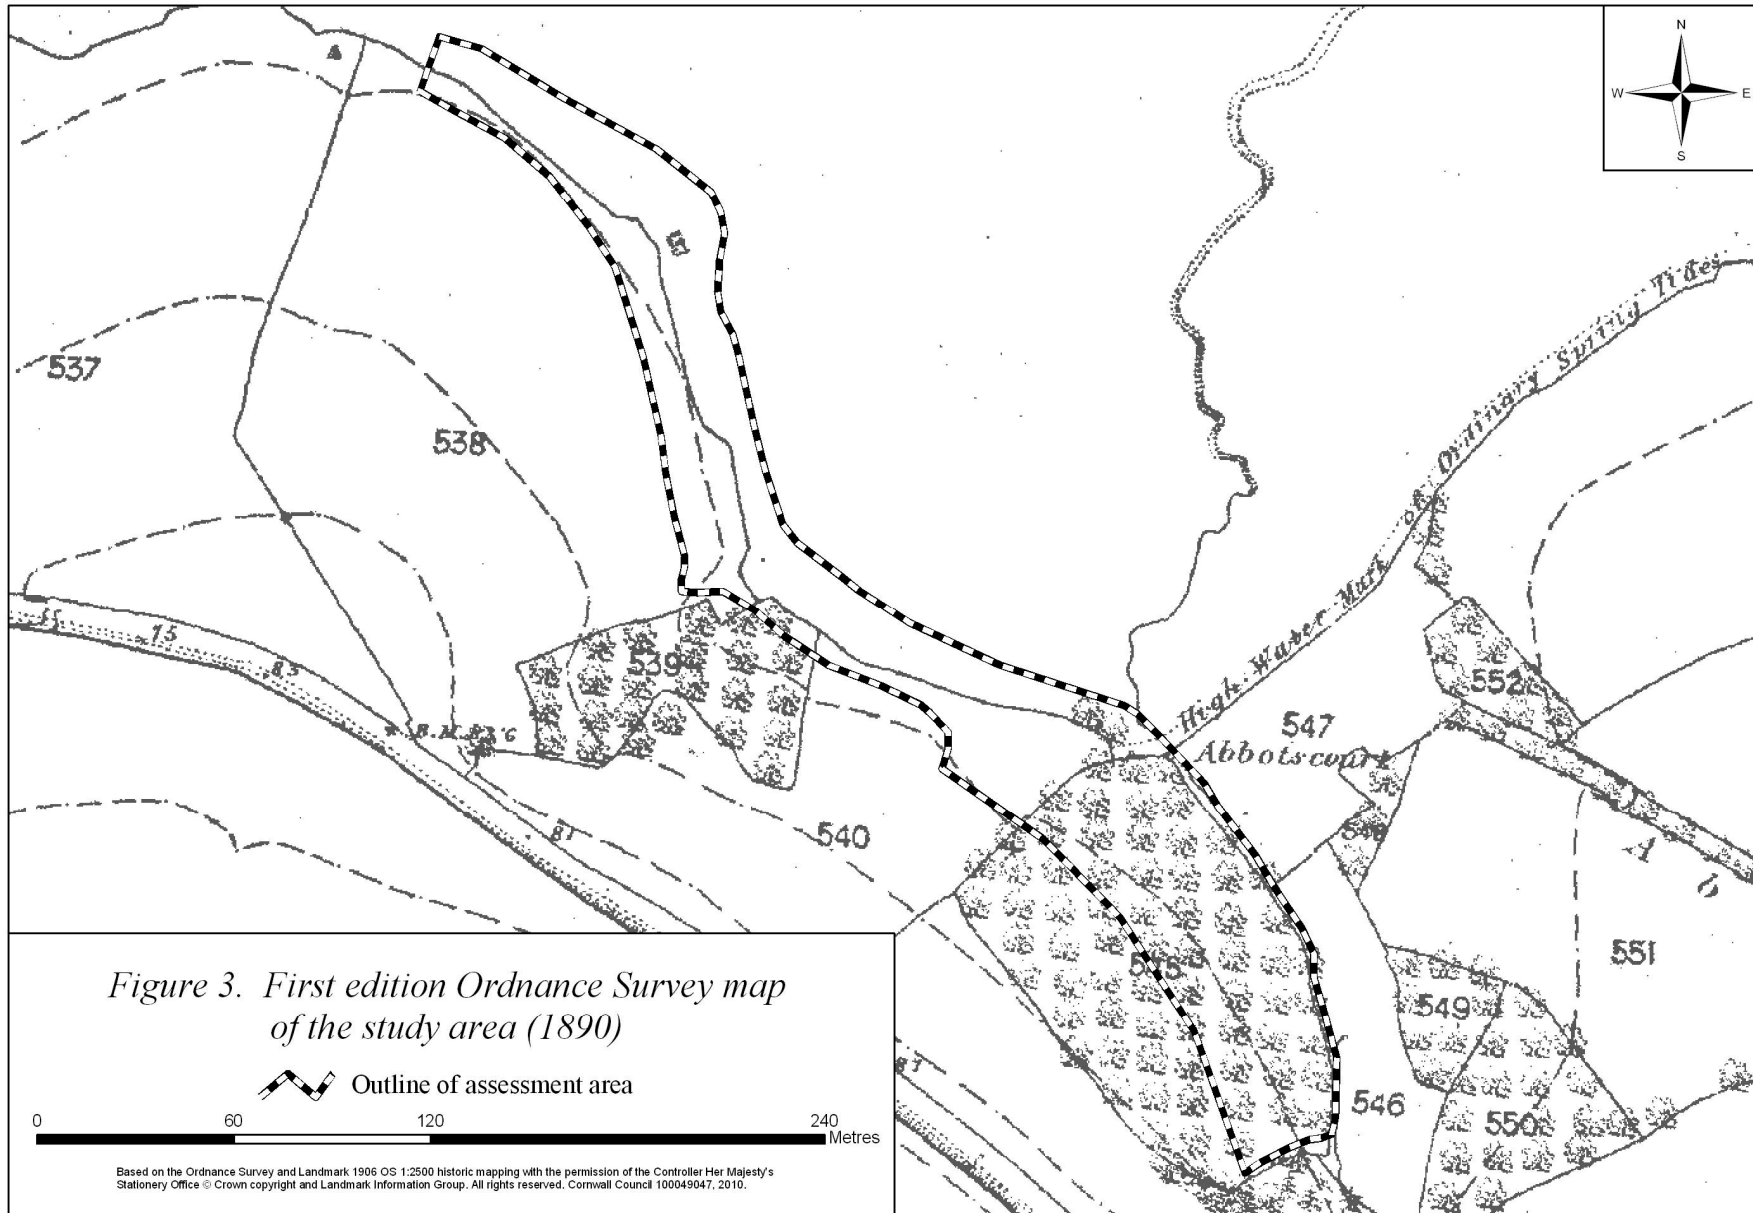 N
W E
S
537
538
539
75
85
B.M.
81
540
High Water Mark of Ordinary Spring Tides
547
Abbotscourt
552
548
551
549
546
550
A
b
Figure 3. First edition Ordnance Survey map
of the study area (1890)
Outline of assessment area
0 60 120 240
Metres
Based on the Ordnance Survey and Landmark 1906 OS 1:2500 historic mapping with the permission of the Controller Her Majesty's
Stationery Office © Crown copyright and Landmark Information Group. All rights reserved. Cornwall Council 100049047, 2010.